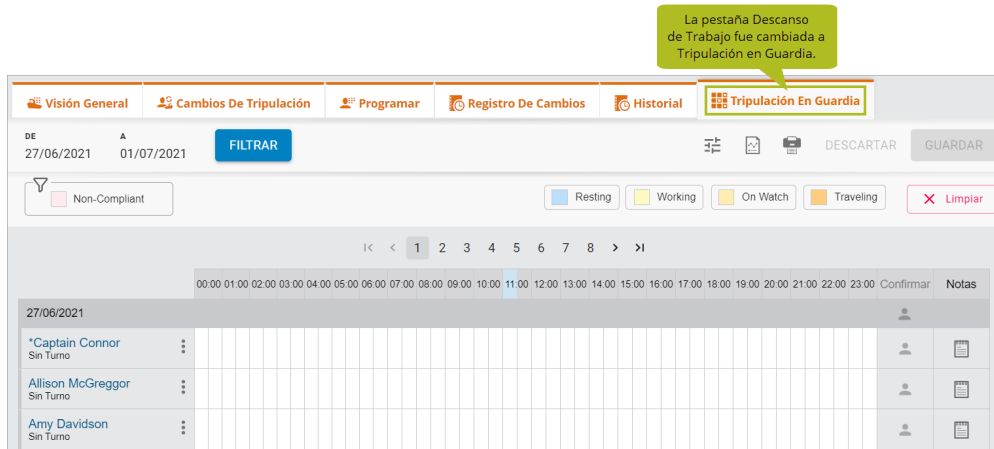 La pestaña Descanso
de Trabajo fue cambiada a
Tripulación en Guardia.
Visión General Cambios De Tripulación Programar Registro De Cambios Historial Tripulación En Guardia
DE A
27/06/2021 01/07/2021 FILTRAR DESCARTAR GUARDAR
Non-Compliant Resting Working On Watch Traveling Limpiar
1 2 3 4 5 6 7 8
00:00 01:00 02:00 03:00 04:00 05:00 06:00 07:00 08:00 09:00 10:00 11:00 12:00 13:00 14:00 15:00 16:00 17:00 18:00 19:00 20:00 21:00 22:00 23:00 Confirmar Notas
27/06/2021
*Captain Connor
Sin Turno
Allison McGreggor
Sin Turno
Amy Davidson
Sin Turno